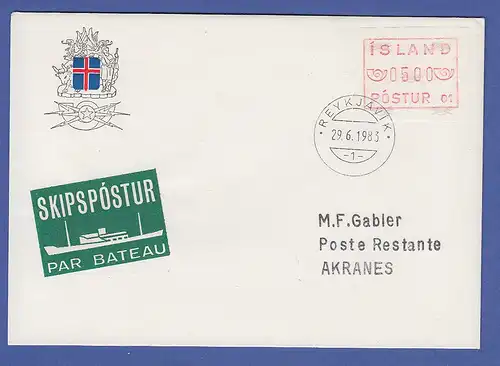 ÍSLAND
0500
PÓSTUR 01
REYKJAVÍK
29.6.1983
-1-
SKIPSPÓSTUR
PAR BATEAU
M.F.Gabler
Poste Restante
AKRANES